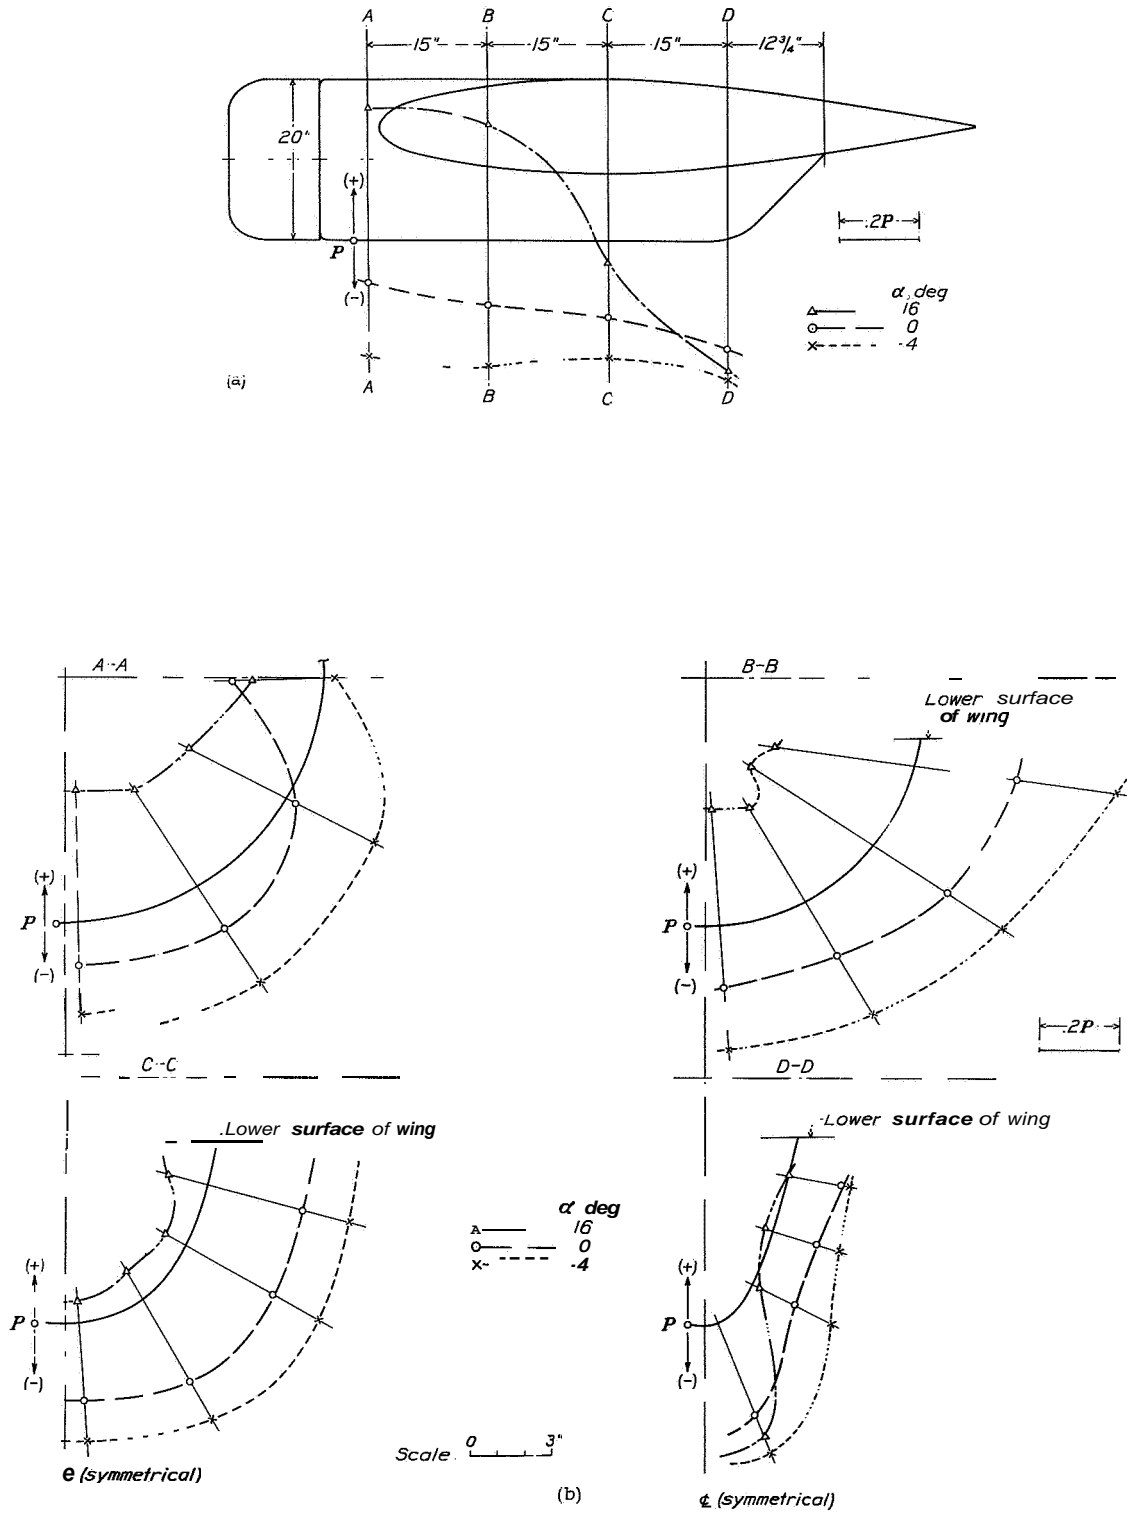 A B C D
15" 15" 15" 12¾"
20"
(+)
P
(-)
.2P
α, deg
16
0
-4
(a)
A B C D
A-A
B-B
Lower surface
of wing
(+)
P
(-)
(+)
P
(-)
.2P
C-C
D-D
Lower surface of wing
Lower surface of wing
α deg
A 16
0
-4
(+)
P
(-)
(+)
P
(-)
Scale 0 3"
e (symmetrical)
(b)
℄ (symmetrical)